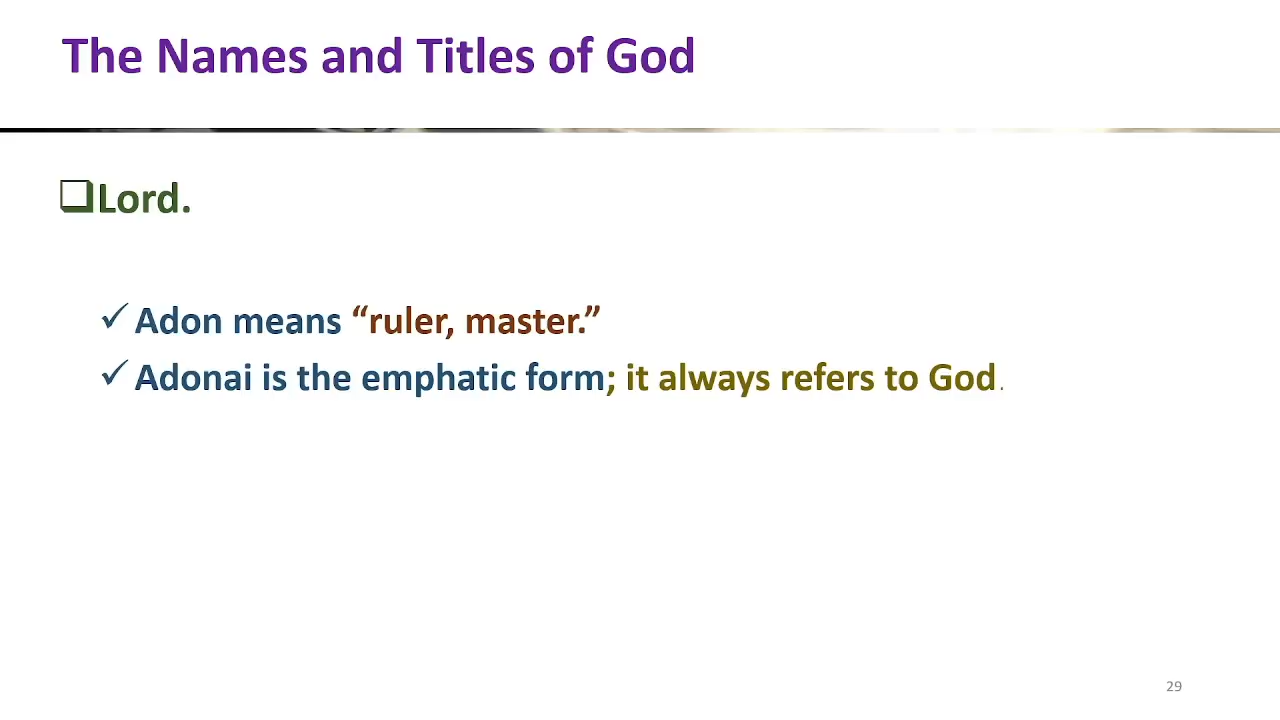 The Names and Titles of God
❑Lord.
✓ Adon means “ruler, master.”
✓ Adonai is the emphatic form; it always refers to God.
29